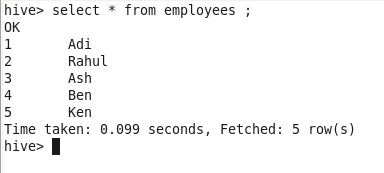 hive> select * from employees ;
OK
1	Adi
2	Rahul
3	Ash
4	Ben
5	Ken
Time taken: 0.099 seconds, Fetched: 5 row(s)
hive>